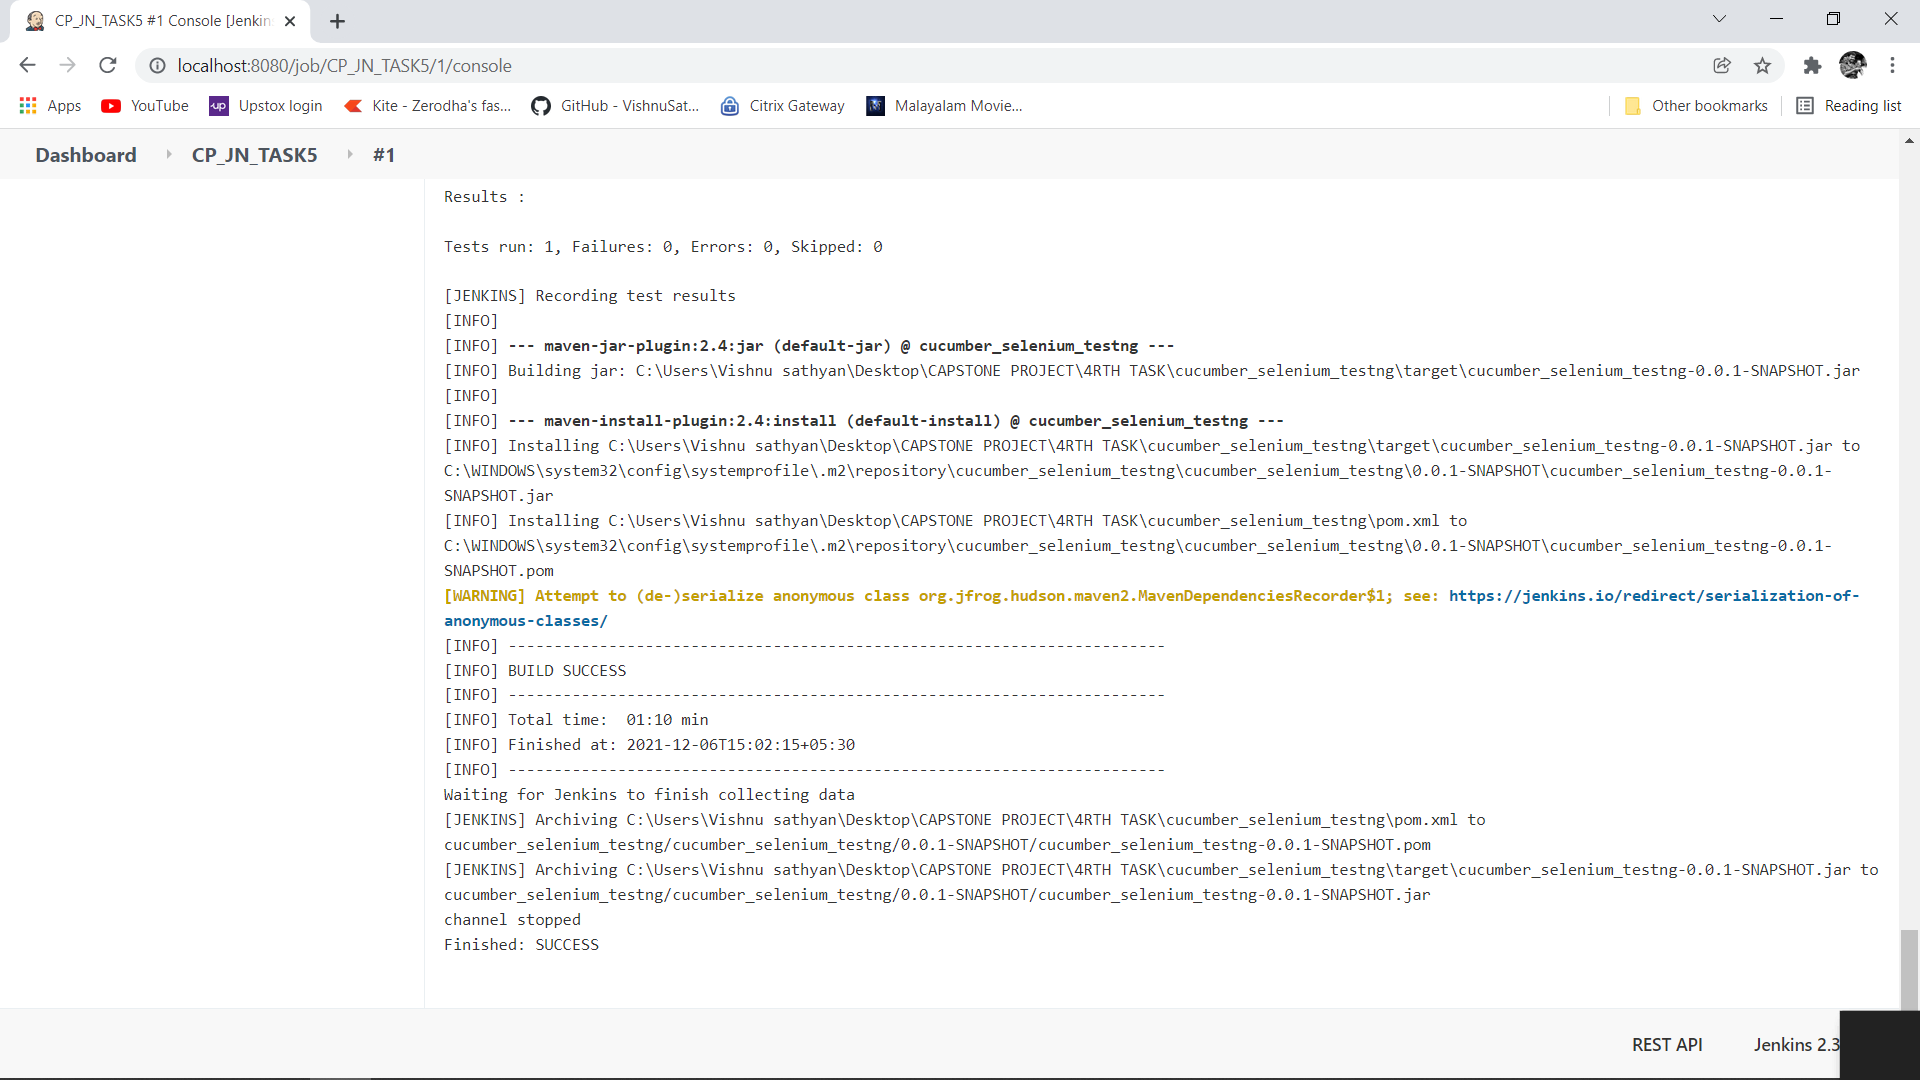 CP_JN_TASK5 #1 Console [Jenkin
localhost:8080/job/CP_JN_TASK5/1/console
Apps YouTube up Upstox login Kite - Zerodha's fas... GitHub - VishnuSat... Citrix Gateway Malayalam Movie... Other bookmarks Reading list
Dashboard CP_JN_TASK5 #1
Results :
Tests run: 1, Failures: 0, Errors: 0, Skipped: 0
[JENKINS] Recording test results
[INFO]
[INFO] --- maven-jar-plugin:2.4:jar (default-jar) @ cucumber_selenium_testng ---
[INFO] Building jar: C:\Users\Vishnu sathyan\Desktop\CAPSTONE PROJECT\4RTH TASK\cucumber_selenium_testng\target\cucumber_selenium_testng-0.0.1-SNAPSHOT.jar
[INFO]
[INFO] --- maven-install-plugin:2.4:install (default-install) @ cucumber_selenium_testng ---
[INFO] Installing C:\Users\Vishnu sathyan\Desktop\CAPSTONE PROJECT\4RTH TASK\cucumber_selenium_testng\target\cucumber_selenium_testng-0.0.1-SNAPSHOT.jar to
C:\WINDOWS\system32\config\systemprofile\.m2\repository\cucumber_selenium_testng\cucumber_selenium_testng\0.0.1-SNAPSHOT\cucumber_selenium_testng-0.0.1-
SNAPSHOT.jar
[INFO] Installing C:\Users\Vishnu sathyan\Desktop\CAPSTONE PROJECT\4RTH TASK\cucumber_selenium_testng\pom.xml to
C:\WINDOWS\system32\config\systemprofile\.m2\repository\cucumber_selenium_testng\cucumber_selenium_testng\0.0.1-SNAPSHOT\cucumber_selenium_testng-0.0.1-
SNAPSHOT.pom
[WARNING] Attempt to (de-)serialize anonymous class org.jfrog.hudson.maven2.MavenDependenciesRecorder$1; see: https://jenkins.io/redirect/serialization-of-
anonymous-classes/
[INFO] ------------------------------------------------------------------------
[INFO] BUILD SUCCESS
[INFO] ------------------------------------------------------------------------
[INFO] Total time:  01:10 min
[INFO] Finished at: 2021-12-06T15:02:15+05:30
[INFO] ------------------------------------------------------------------------
Waiting for Jenkins to finish collecting data
[JENKINS] Archiving C:\Users\Vishnu sathyan\Desktop\CAPSTONE PROJECT\4RTH TASK\cucumber_selenium_testng\pom.xml to
cucumber_selenium_testng/cucumber_selenium_testng/0.0.1-SNAPSHOT/cucumber_selenium_testng-0.0.1-SNAPSHOT.pom
[JENKINS] Archiving C:\Users\Vishnu sathyan\Desktop\CAPSTONE PROJECT\4RTH TASK\cucumber_selenium_testng\target\cucumber_selenium_testng-0.0.1-SNAPSHOT.jar to
cucumber_selenium_testng/cucumber_selenium_testng/0.0.1-SNAPSHOT/cucumber_selenium_testng-0.0.1-SNAPSHOT.jar
channel stopped
Finished: SUCCESS
REST API Jenkins 2.3